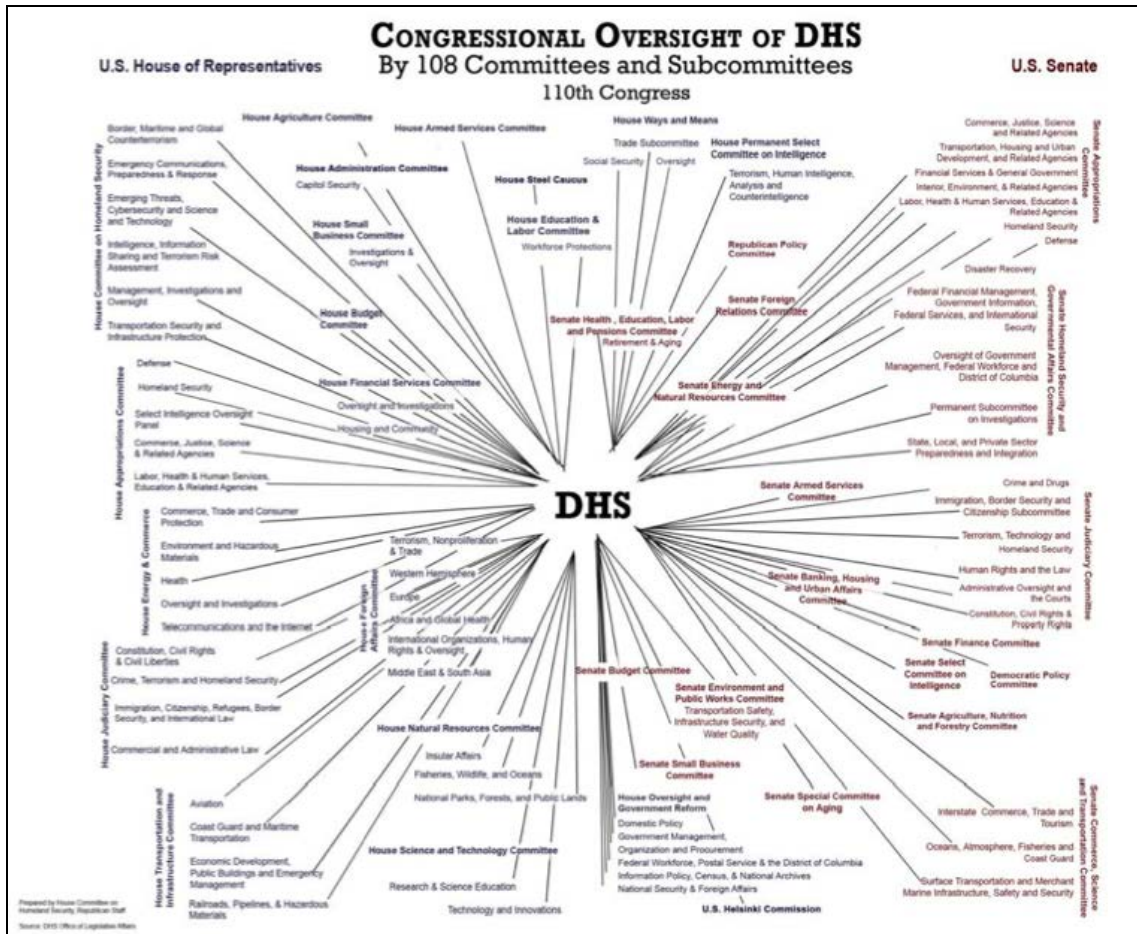 CONGRESSIONAL OVERSIGHT OF DHS
By 108 Committees and Subcommittees
110th Congress
U.S. House of Representatives
U.S. Senate
House Committee on Homeland Security
Border, Maritime and Global
Counterterrorism
Emergency Communications,
Preparedness & Response
Emerging Threats,
Cybersecurity and Science
and Technology
Intelligence, Information
Sharing and Terrorism Risk
Assessment
Management, Investigations and
Oversight
Transportation Security and
Infrastructure Protection
House Agriculture Committee
House Administration Committee
Capitol Security
House Small
Business Committee
Investigations &
Oversight
House Budget
Committee
House Financial Services Committee
Oversight and Investigations
Housing and Community
House Armed Services Committee
House Steel Caucus
House Education &
Labor Committee
Workforce Protections
House Ways and Means
Trade Subcommittee
Social Security
Oversight
House Permanent Select
Committee on Intelligence
Terrorism, Human Intelligence,
Analysis and
Counterintelligence
Republican Policy
Committee
Senate Foreign
Relations Committee
Senate Health , Education, Labor
and Pensions Committee
Retirement & Aging
Senate Energy and
Natural Resources Committee
Senate Appropriations
Committee
Commerce, Justice, Science
and Related Agencies
Transportation, Housing and Urban
Development, and Related Agencies
Financial Services & General Government
Interior, Environment, & Related Agencies
Labor, Health & Human Services, Education &
Related Agencies
Homeland Security
Defense
Disaster Recovery
Senate Homeland Security and
Governmental Affairs Committee
Federal Financial Management,
Government Information,
Federal Services, and International
Security
Oversight of Government
Management, Federal Workforce and
District of Columbia
Permanent Subcommittee
on Investigations
State, Local, and Private Sector
Preparedness and Integration
House Appropriations Committee
Defense
Homeland Security
Select Intelligence Oversight
Panel
Commerce, Justice, Science
& Related Agencies
Labor, Health & Human Services,
Education & Related Agencies
DHS
Senate Armed Services
Committee
Senate Judiciary Committee
Crime and Drugs
Immigration, Border Security and
Citizenship Subcommittee
Terrorism, Technology and
Homeland Security
Human Rights and the Law
Administrative Oversight and
the Courts
Constitution, Civil Rights &
Property Rights
Senate Banking, Housing
and Urban Affairs
Committee
Senate Finance Committee
Senate Select
Committee on
Intelligence
Democratic Policy
Committee
Senate Agriculture, Nutrition
and Forestry Committee
House Energy & Commerce
Commerce, Trade and Consumer
Protection
Environment and Hazardous
Materials
Health
Oversight and Investigations
Telecommunications and the Internet
House Foreign
Affairs Committee
Terrorism, Nonproliferation
& Trade
Western Hemisphere
Europe
Africa and Global Health
International Organizations, Human
Rights & Oversight
Middle East & South Asia
House Judiciary Committee
Constitution, Civil Rights
& Civil Liberties
Crime, Terrorism and Homeland Security
Immigration, Citizenship, Refugees, Border
Security, and International Law
Commercial and Administrative Law
Senate Budget Committee
Senate Environment and
Public Works Committee
Transportation Safety,
Infrastructure Security, and
Water Quality
Senate Small Business
Committee
Senate Special Committee
on Aging
House Natural Resources Committee
Insular Affairs
Fisheries, Wildlife, and Oceans
National Parks, Forests, and Public Lands
House Science and Technology Committee
Research & Science Education
Technology and Innovations
House Transportation and
Infrastructure Committee
Aviation
Coast Guard and Maritime
Transportation
Economic Development,
Public Buildings and Emergency
Management
Railroads, Pipelines, & Hazardous
Materials
House Oversight and
Government Reform
Domestic Policy
Government Management,
Organization and Procurement
Federal Workforce, Postal Service & the District of Columbia
Information Policy, Census, & National Archives
National Security & Foreign Affairs
U.S. Helsinki Commission
Senate Commerce, Science
and Transportation Committee
Interstate Commerce, Trade and
Tourism
Oceans, Atmosphere, Fisheries and
Coast Guard
Surface Transportation and Merchant
Marine Infrastructure, Safety and Security
Prepared by House Committee on
Homeland Security, Republican Staff
Source: DHS Office of Legislative Affairs